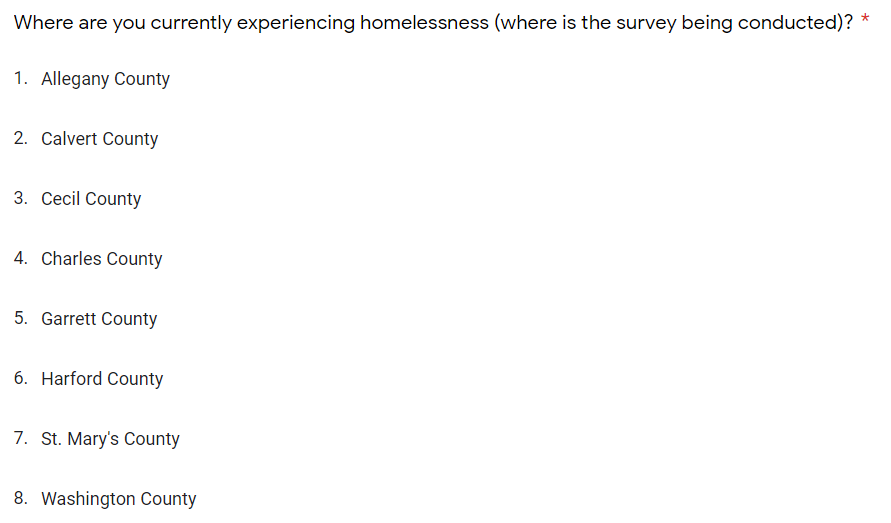 Where are you currently experiencing homelessness (where is the survey being conducted)? *
1. Allegany County
2. Calvert County
3. Cecil County
4. Charles County
5. Garrett County
6. Harford County
7. St. Mary's County
8. Washington County